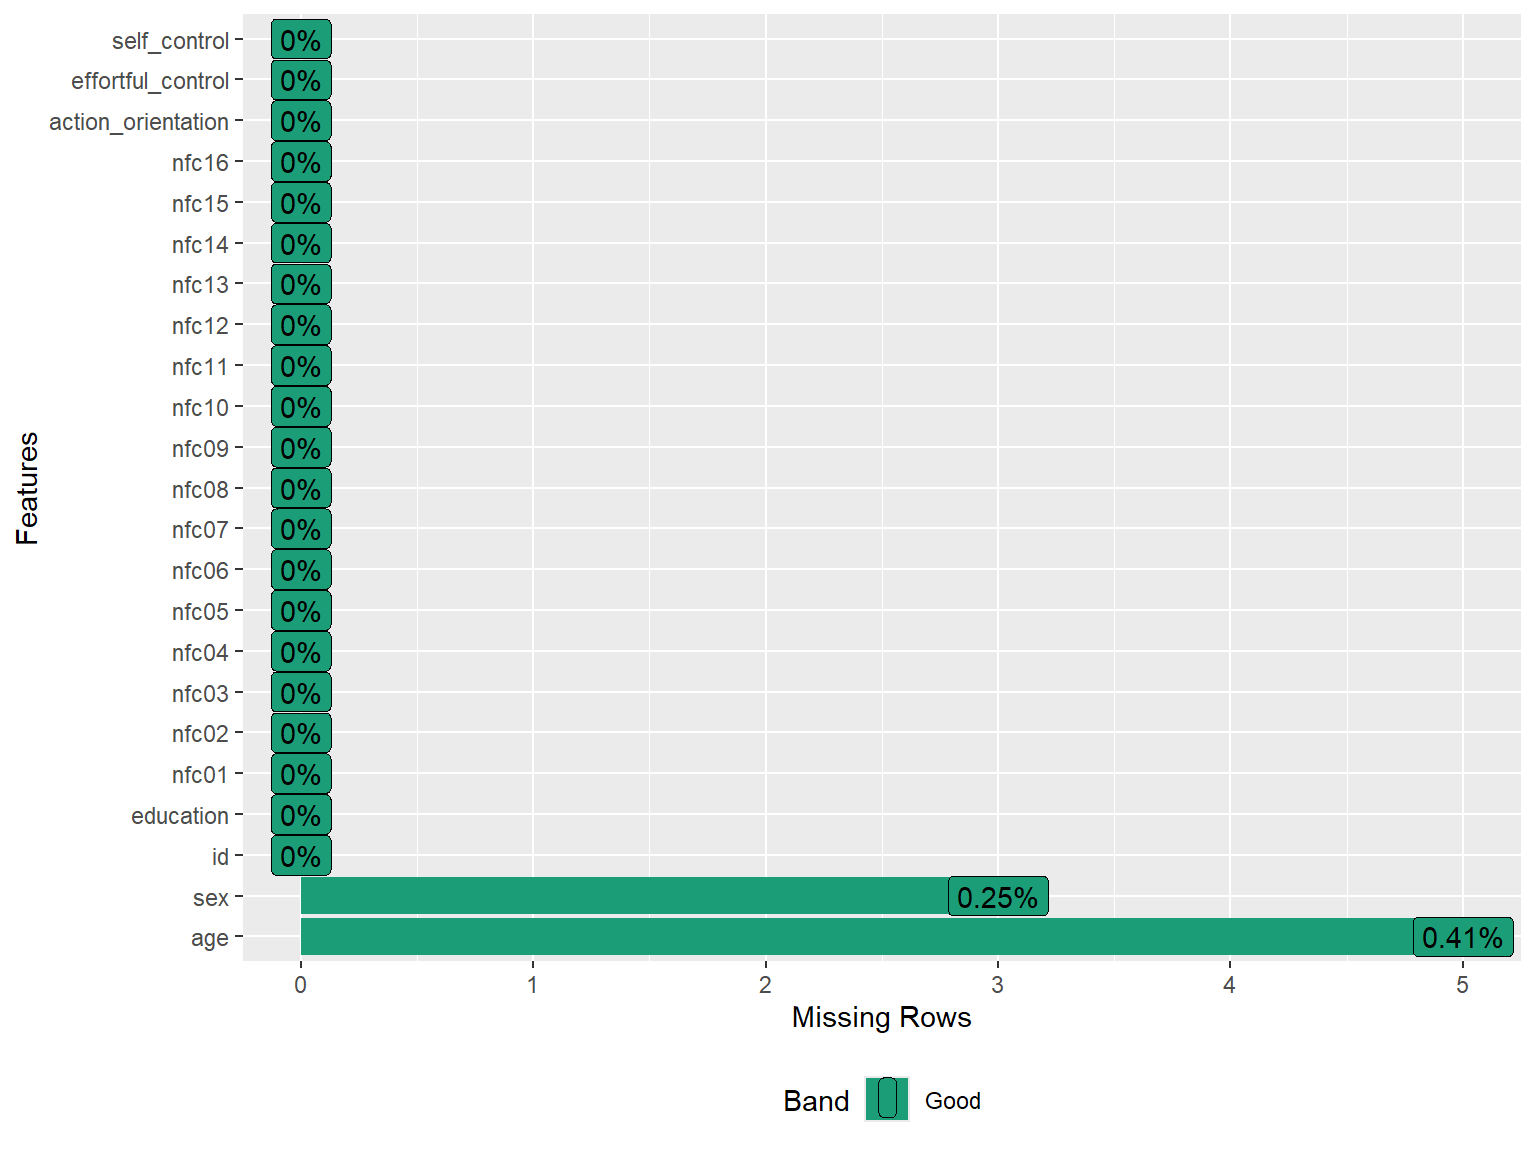 self_control 0%
effortful_control 0%
action_orientation 0%
nfc16 0%
nfc15 0%
nfc14 0%
nfc13 0%
nfc12 0%
nfc11 0%
nfc10 0%
nfc09 0%
nfc08 0%
nfc07 0%
nfc06 0%
nfc05 0%
nfc04 0%
nfc03 0%
nfc02 0%
nfc01 0%
education 0%
id 0%
sex 0.25%
age 0.41%
Features
0 1 2 3 4 5
Missing Rows
Band Good